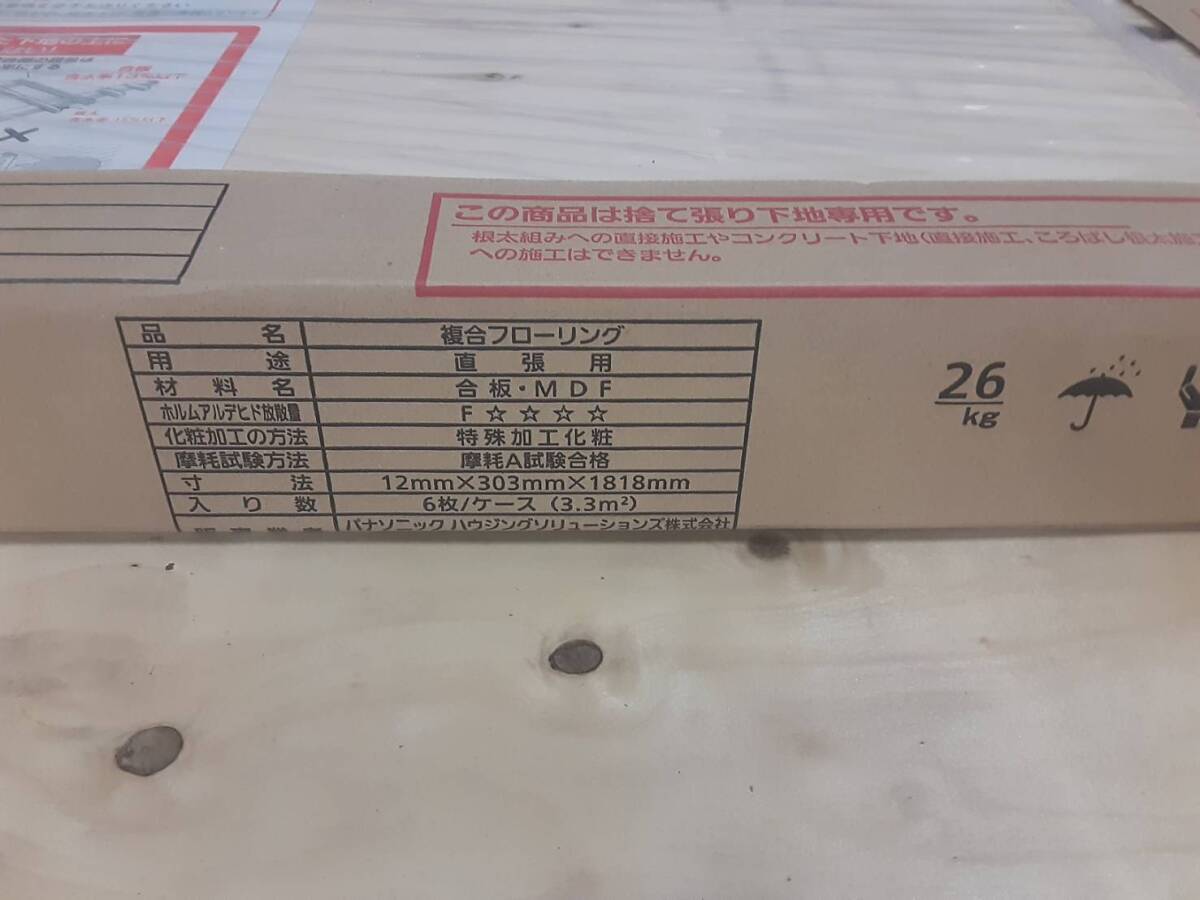 この商品は捨て張り下地専用です。
根太組みへの直接施工やコンクリート下地(直接施工、ころばし根太施
への施工はできません。
品名 複合フローリング
用途 直張用
材料名 合板・MDF
ホルムアルデヒド放散量 F☆☆☆☆
化粧加工の方法 特殊加工化粧
摩耗試験方法 摩耗A試験合格
寸法 12mm×303mm×1818mm
入り数 6枚/ケース (3.3m²)
パナソニック ハウジングソリューションズ株式会社
26
kg